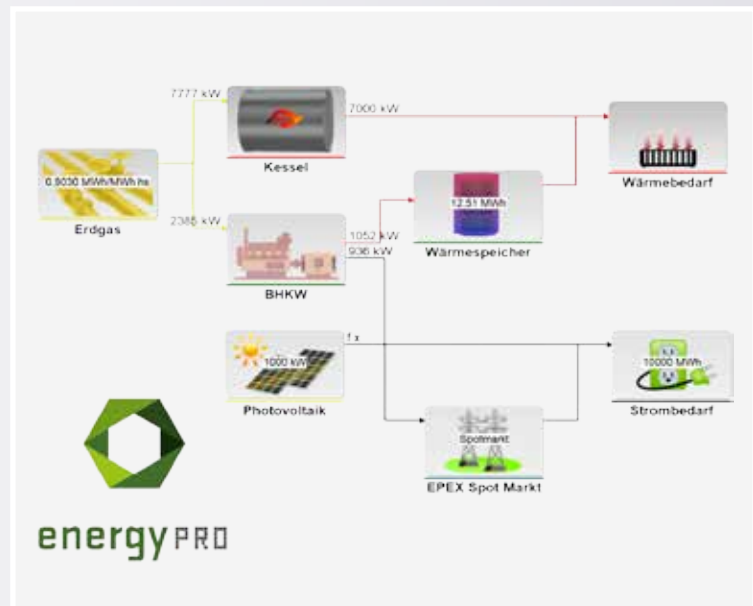 7777 kW
7000 kW
Kessel
Wärmebedarf
0.9030 MWh/MWh hs
Erdgas
2385 kW
1052 kW
936 kW
12.51 MWh
Wärmespeicher
BHKW
f x
1000 kW
Photovoltaik
10000 MWh
Strombedarf
Spotmarkt
EPEX Spot Markt
energyPRO